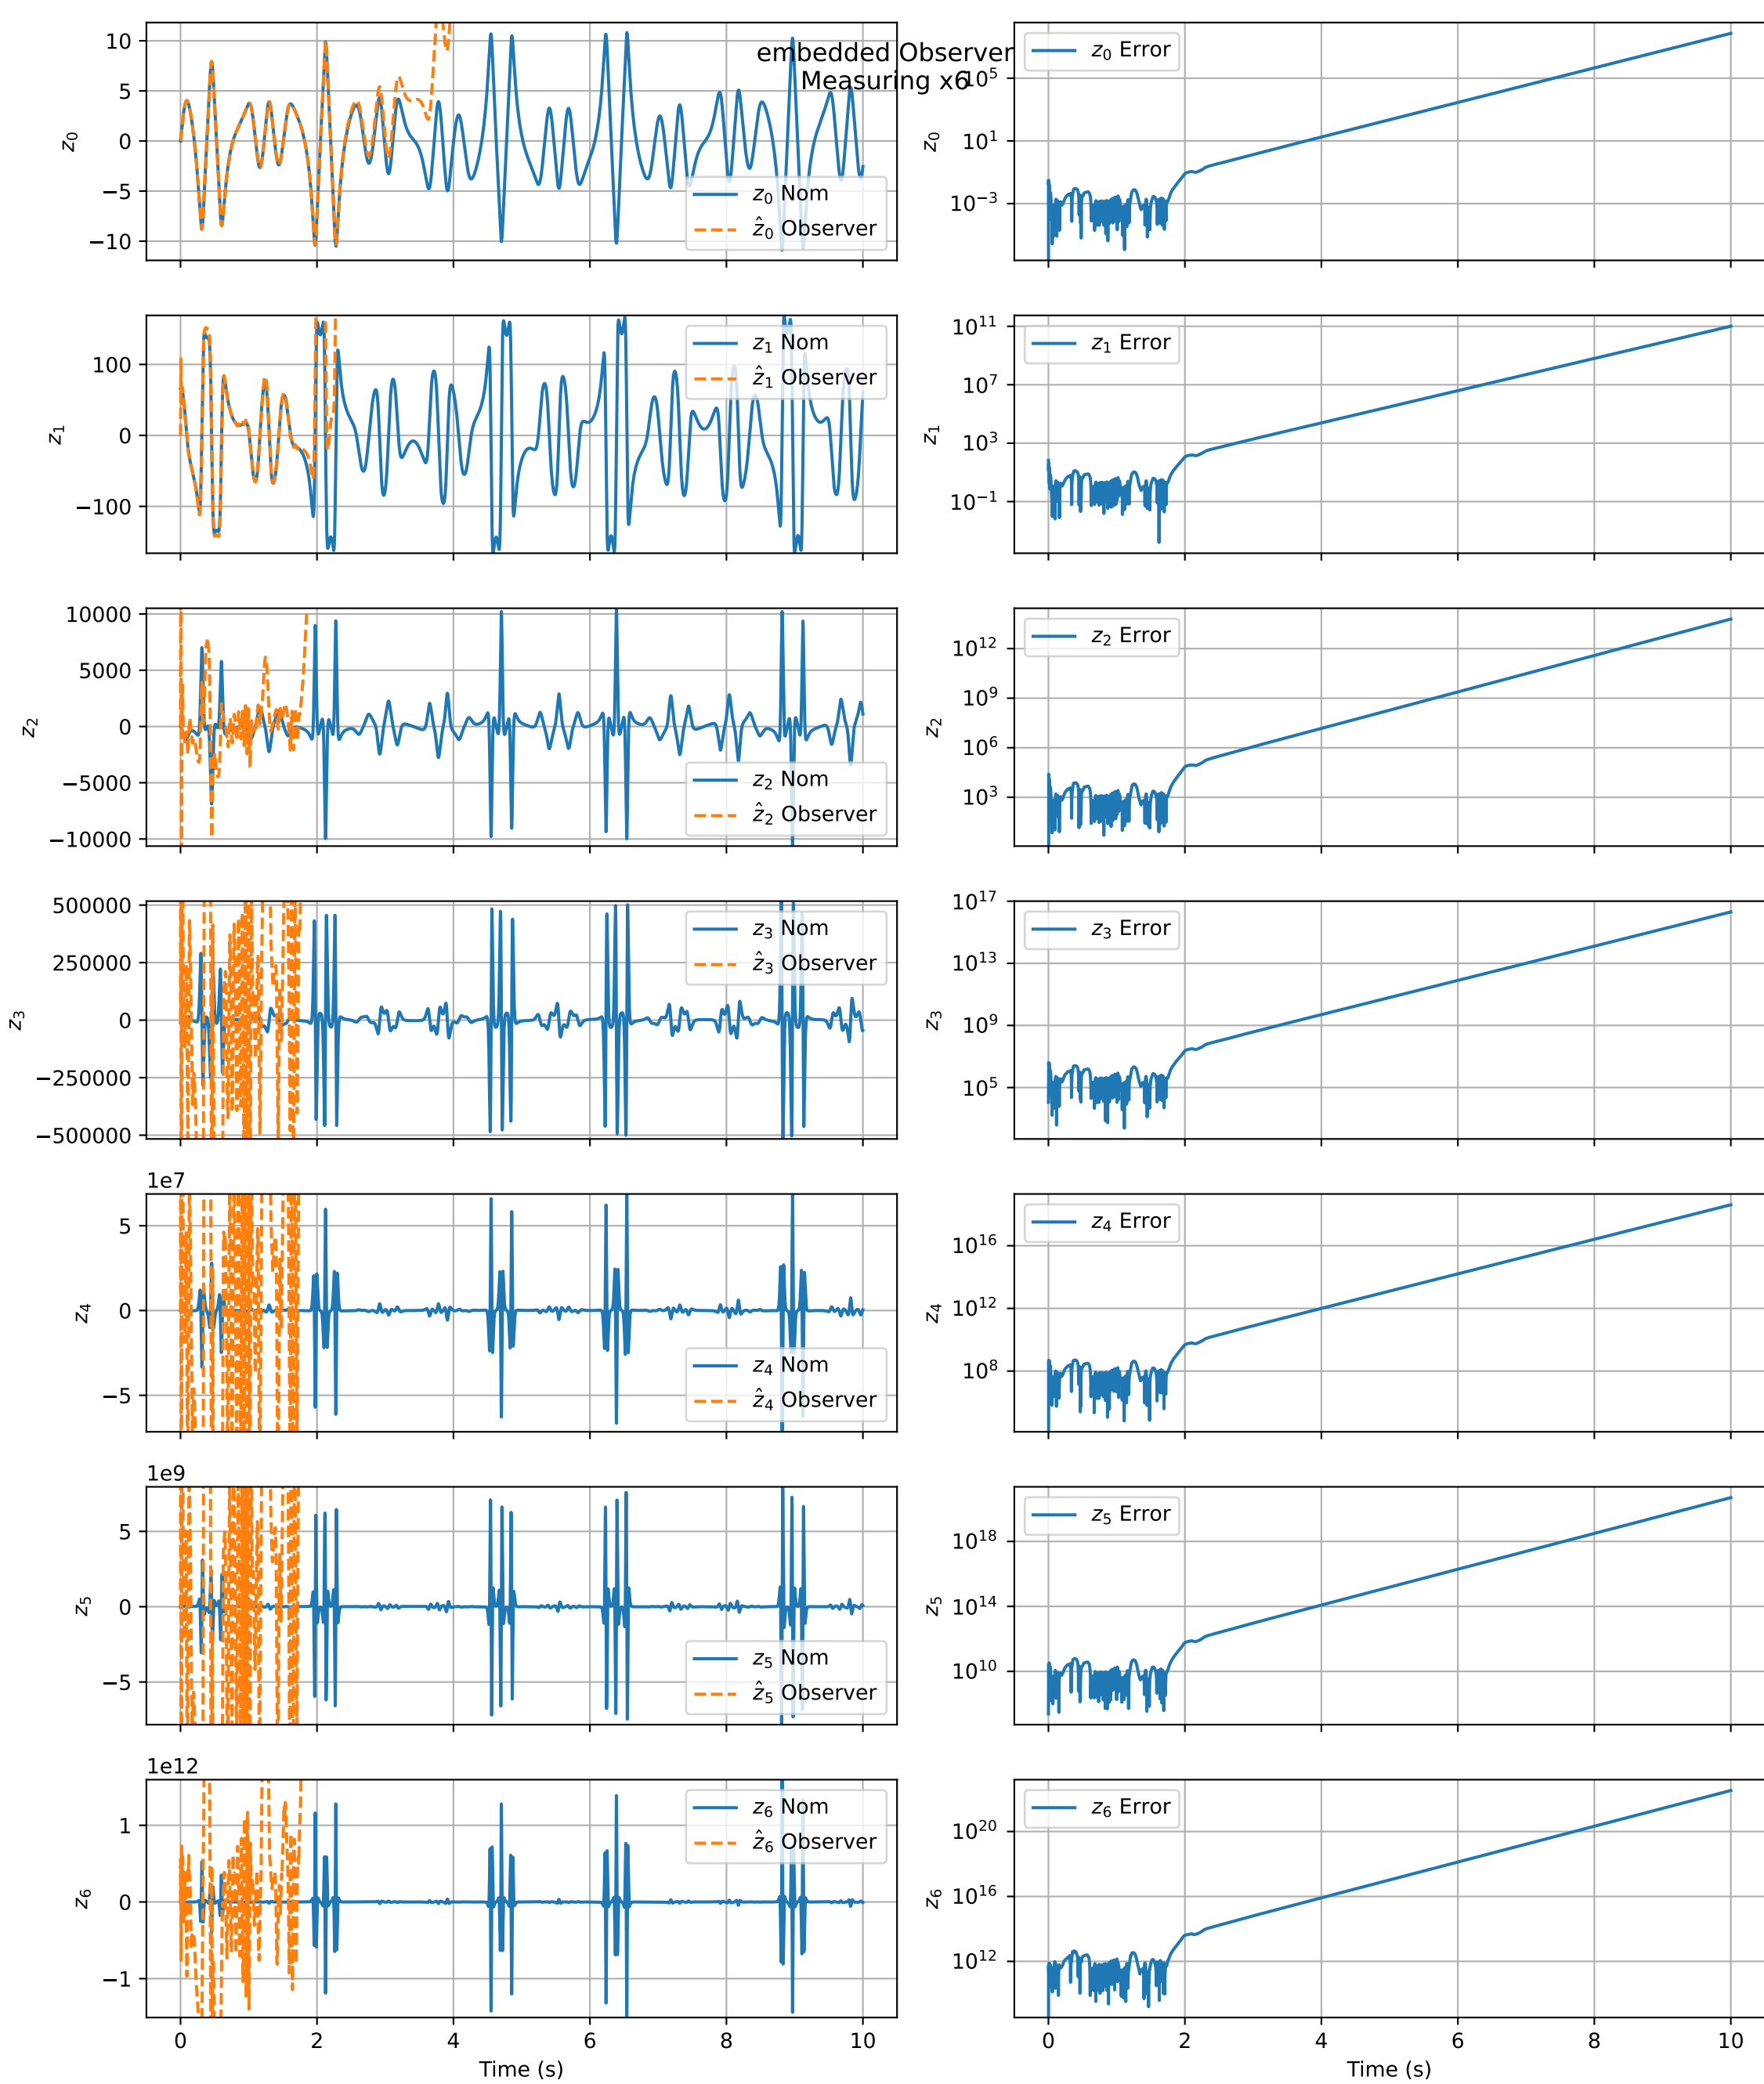 embedded Observer
Measuring x6
10
5
0
−5
−10
z0
z0 Nom
ẑ0 Observer
10^5
10^1
10^−3
z0
z0 Error
100
0
−100
z1
z1 Nom
ẑ1 Observer
10^11
10^7
10^3
10^−1
z1
z1 Error
10000
5000
0
−5000
−10000
z2
z2 Nom
ẑ2 Observer
10^12
10^9
10^6
10^3
z2
z2 Error
500000
250000
0
−250000
−500000
z3
z3 Nom
ẑ3 Observer
10^17
10^13
10^9
10^5
z3
z3 Error
1e7
5
0
−5
z4
z4 Nom
ẑ4 Observer
10^16
10^12
10^8
z4
z4 Error
1e9
5
0
−5
z5
z5 Nom
ẑ5 Observer
10^18
10^14
10^10
z5
z5 Error
1e12
1
0
−1
z6
z6 Nom
ẑ6 Observer
0 2 4 6 8 10
Time (s)
10^20
10^16
10^12
z6
z6 Error
0 2 4 6 8 10
Time (s)